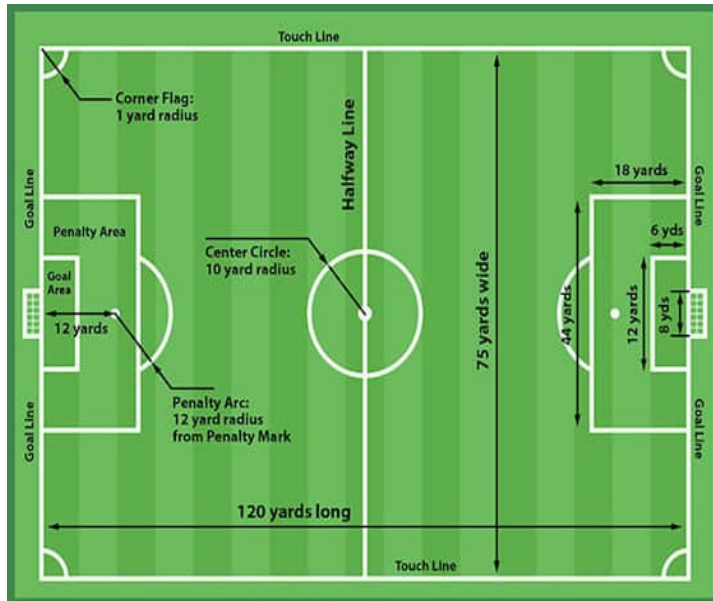 Touch Line
Corner Flag:
1 yard radius
Halfway Line
18 yards
Goal Line
Goal Line
Penalty Area
Center Circle:
10 yard radius
6 yds
Goal
Area
12 yards
75 yards wide
44 yards
12 yards
8 yds
Penalty Arc:
12 yard radius
from Penalty Mark
Goal Line
Goal Line
120 yards long
Touch Line